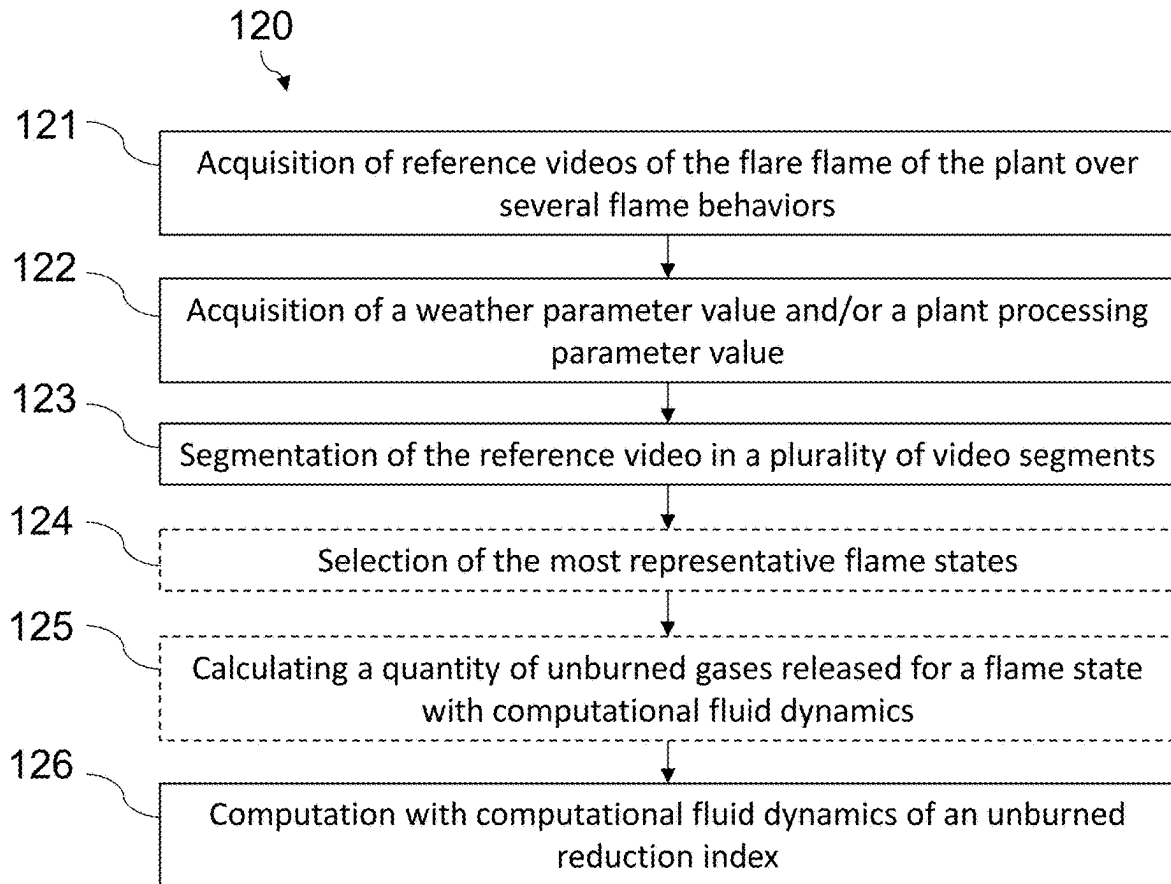 120
121
Acquisition of reference videos of the flare flame of the plant over
several flame behaviors
122
Acquisition of a weather parameter value and/or a plant processing
parameter value
123
Segmentation of the reference video in a plurality of video segments
124
Selection of the most representative flame states
125
Calculating a quantity of unburned gases released for a flame state
with computational fluid dynamics
126
Computation with computational fluid dynamics of an unburned
reduction index